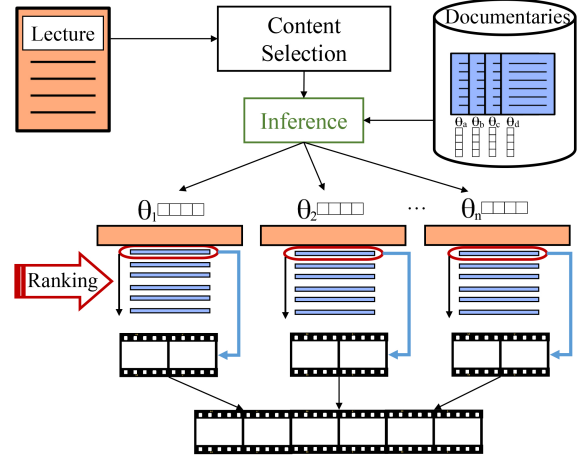 Lecture
Content
Selection
Documentaries
Inference
θa θb θc θd
θ1
θ2
...
θn
Ranking